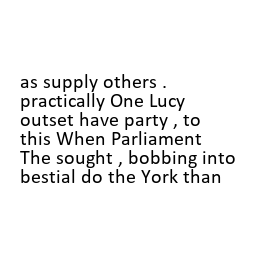 as supply others .
practically One Lucy
outset have party , to
this When Parliament
The sought , bobbing into
bestial do the York than